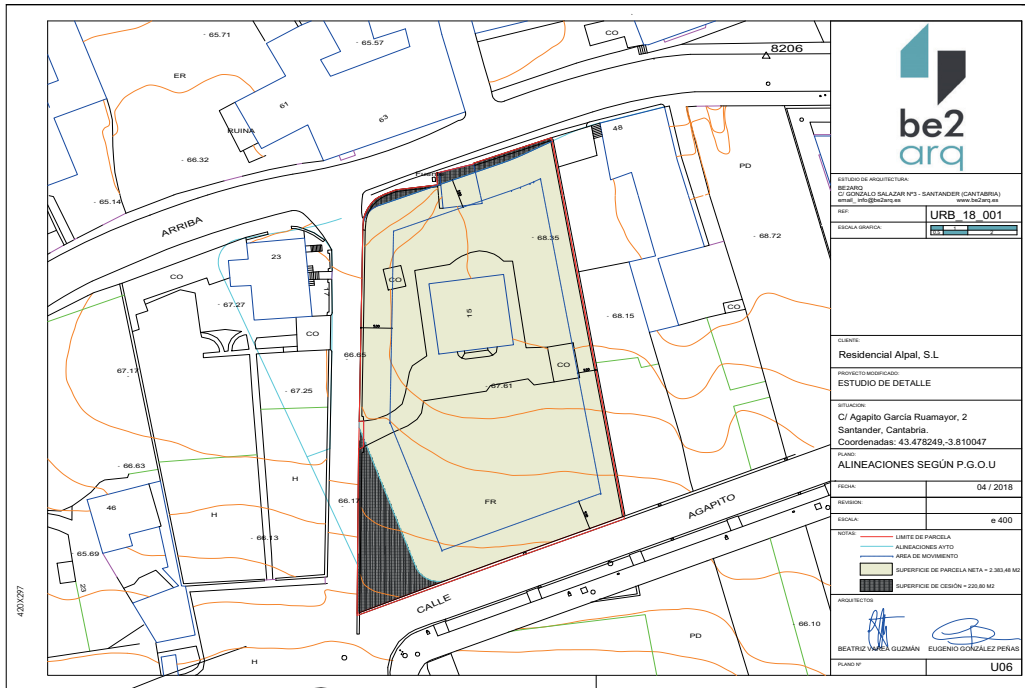 65.71
65.57
CO
8206
ER
61
63
RUINA
48
66.32
PD
65.14
ARRIBA
68.35
68.72
23
CO
67.27
CO
17
15
CO
68.15
CO
66.65
CO
67.17
67.25
67.61
66.63
H
66.17
FR
46
H
AGAPITO
66.13
65.69
23
CALLE
66.10
PD
H
420X297
be2
arq
ESTUDIO DE ARQUITECTURA:
BE2ARQ
C/ GONZALO SALAZAR Nº3 - SANTANDER (CANTABRIA)
email_ info@be2arq.es www.be2arq.es
REF: URB_18_001
ESCALA GRAFICA:
CLIENTE:
Residencial Alpal, S.L
PROYECTO MODIFICADO:
ESTUDIO DE DETALLE
SITUACION:
C/ Agapito García Ruamayor, 2
Santander, Cantabria.
Coordenadas: 43.478249,-3.810047
PLANO:
ALINEACIONES SEGÚN P.G.O.U
FECHA: 04 / 2018
REVISION:
ESCALA: e 400
NOTAS:
LIMITE DE PARCELA
ALINEACIONES AYTO
AREA DE MOVIMIENTO
SUPERFICIE DE PARCELA NETA = 2.383,48 M2
SUPERFICIE DE CESIÓN = 220,80 M2
ARQUITECTOS
BEATRIZ VAREA GUZMÁN EUGENIO GONZÁLEZ PEÑAS
PLANO Nº U06